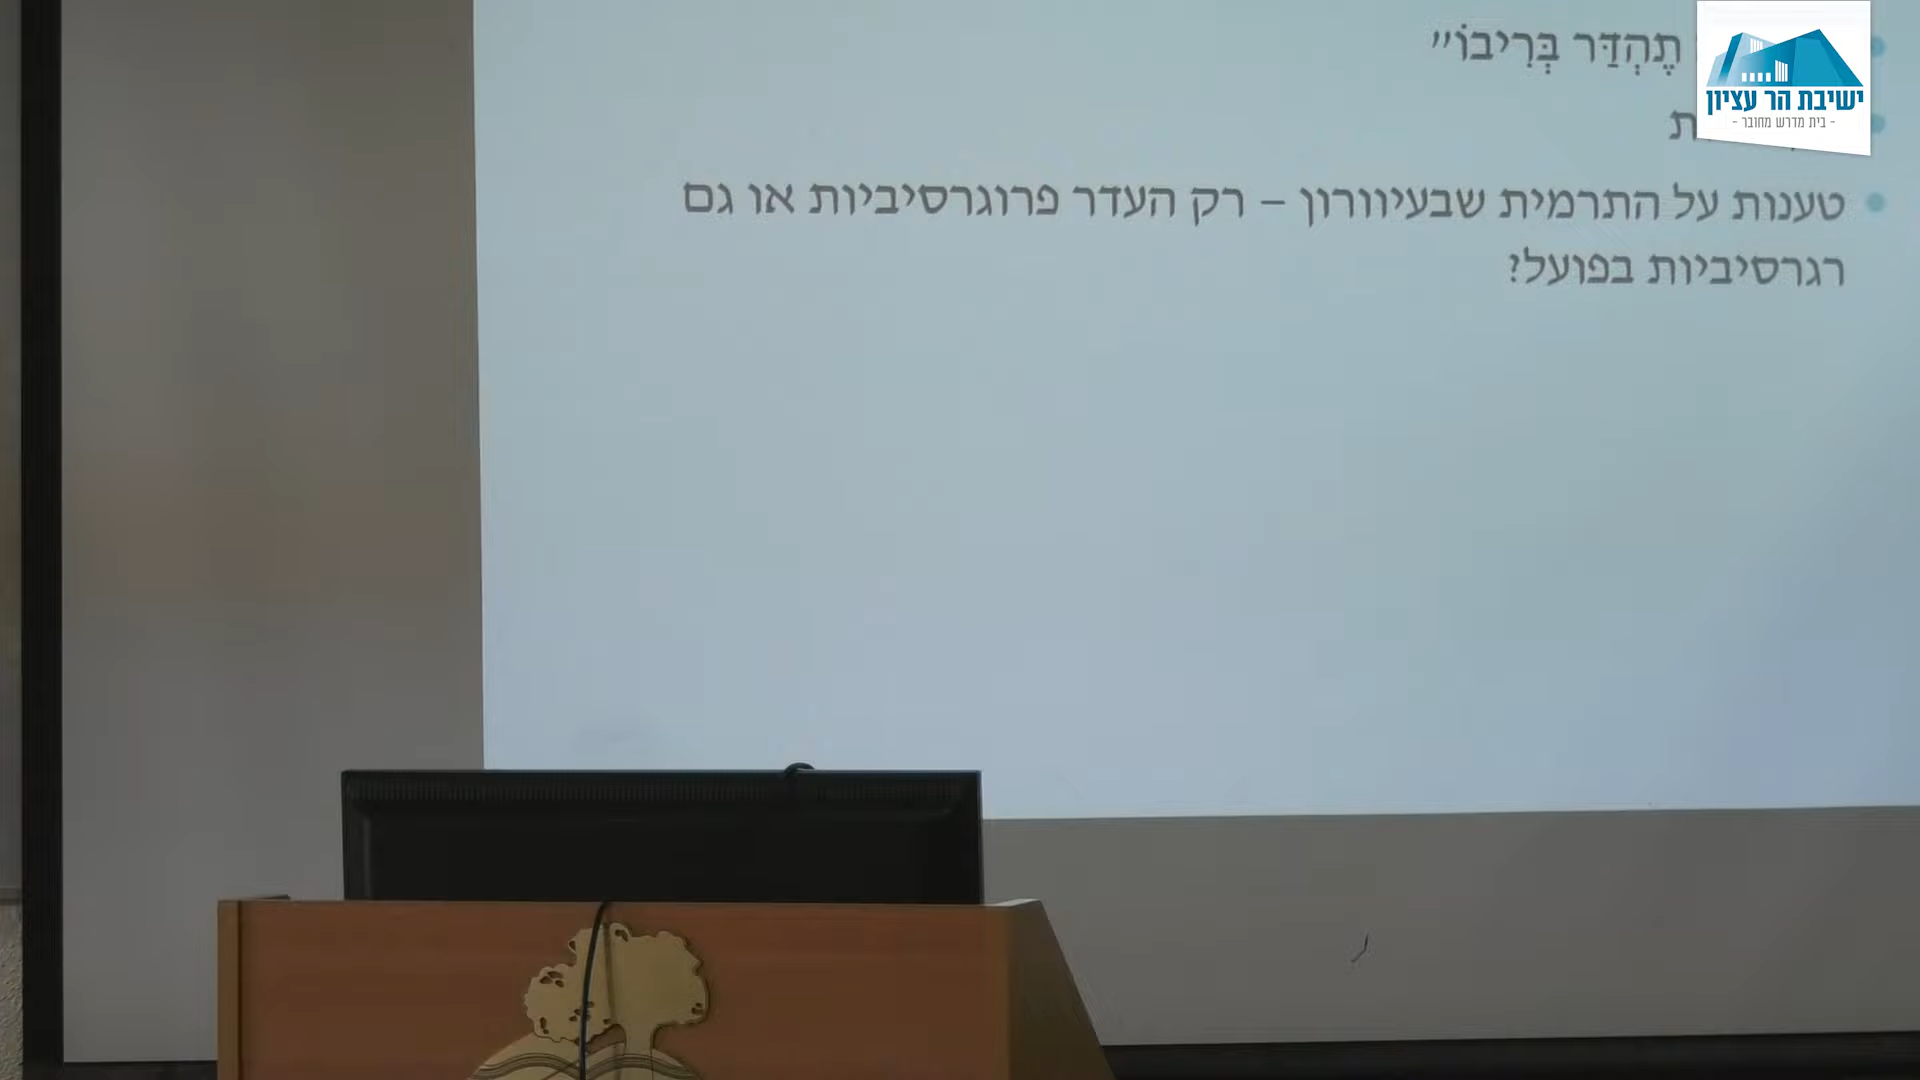 תֶהְדַּר בְּרִיבוֹ"
טענות על התרמית שבעיוורון – רק העדר פרוגרסיביות או גם
רגרסיביות בפועל?
ישיבת הר עציון
- בית מדרש מחובר -